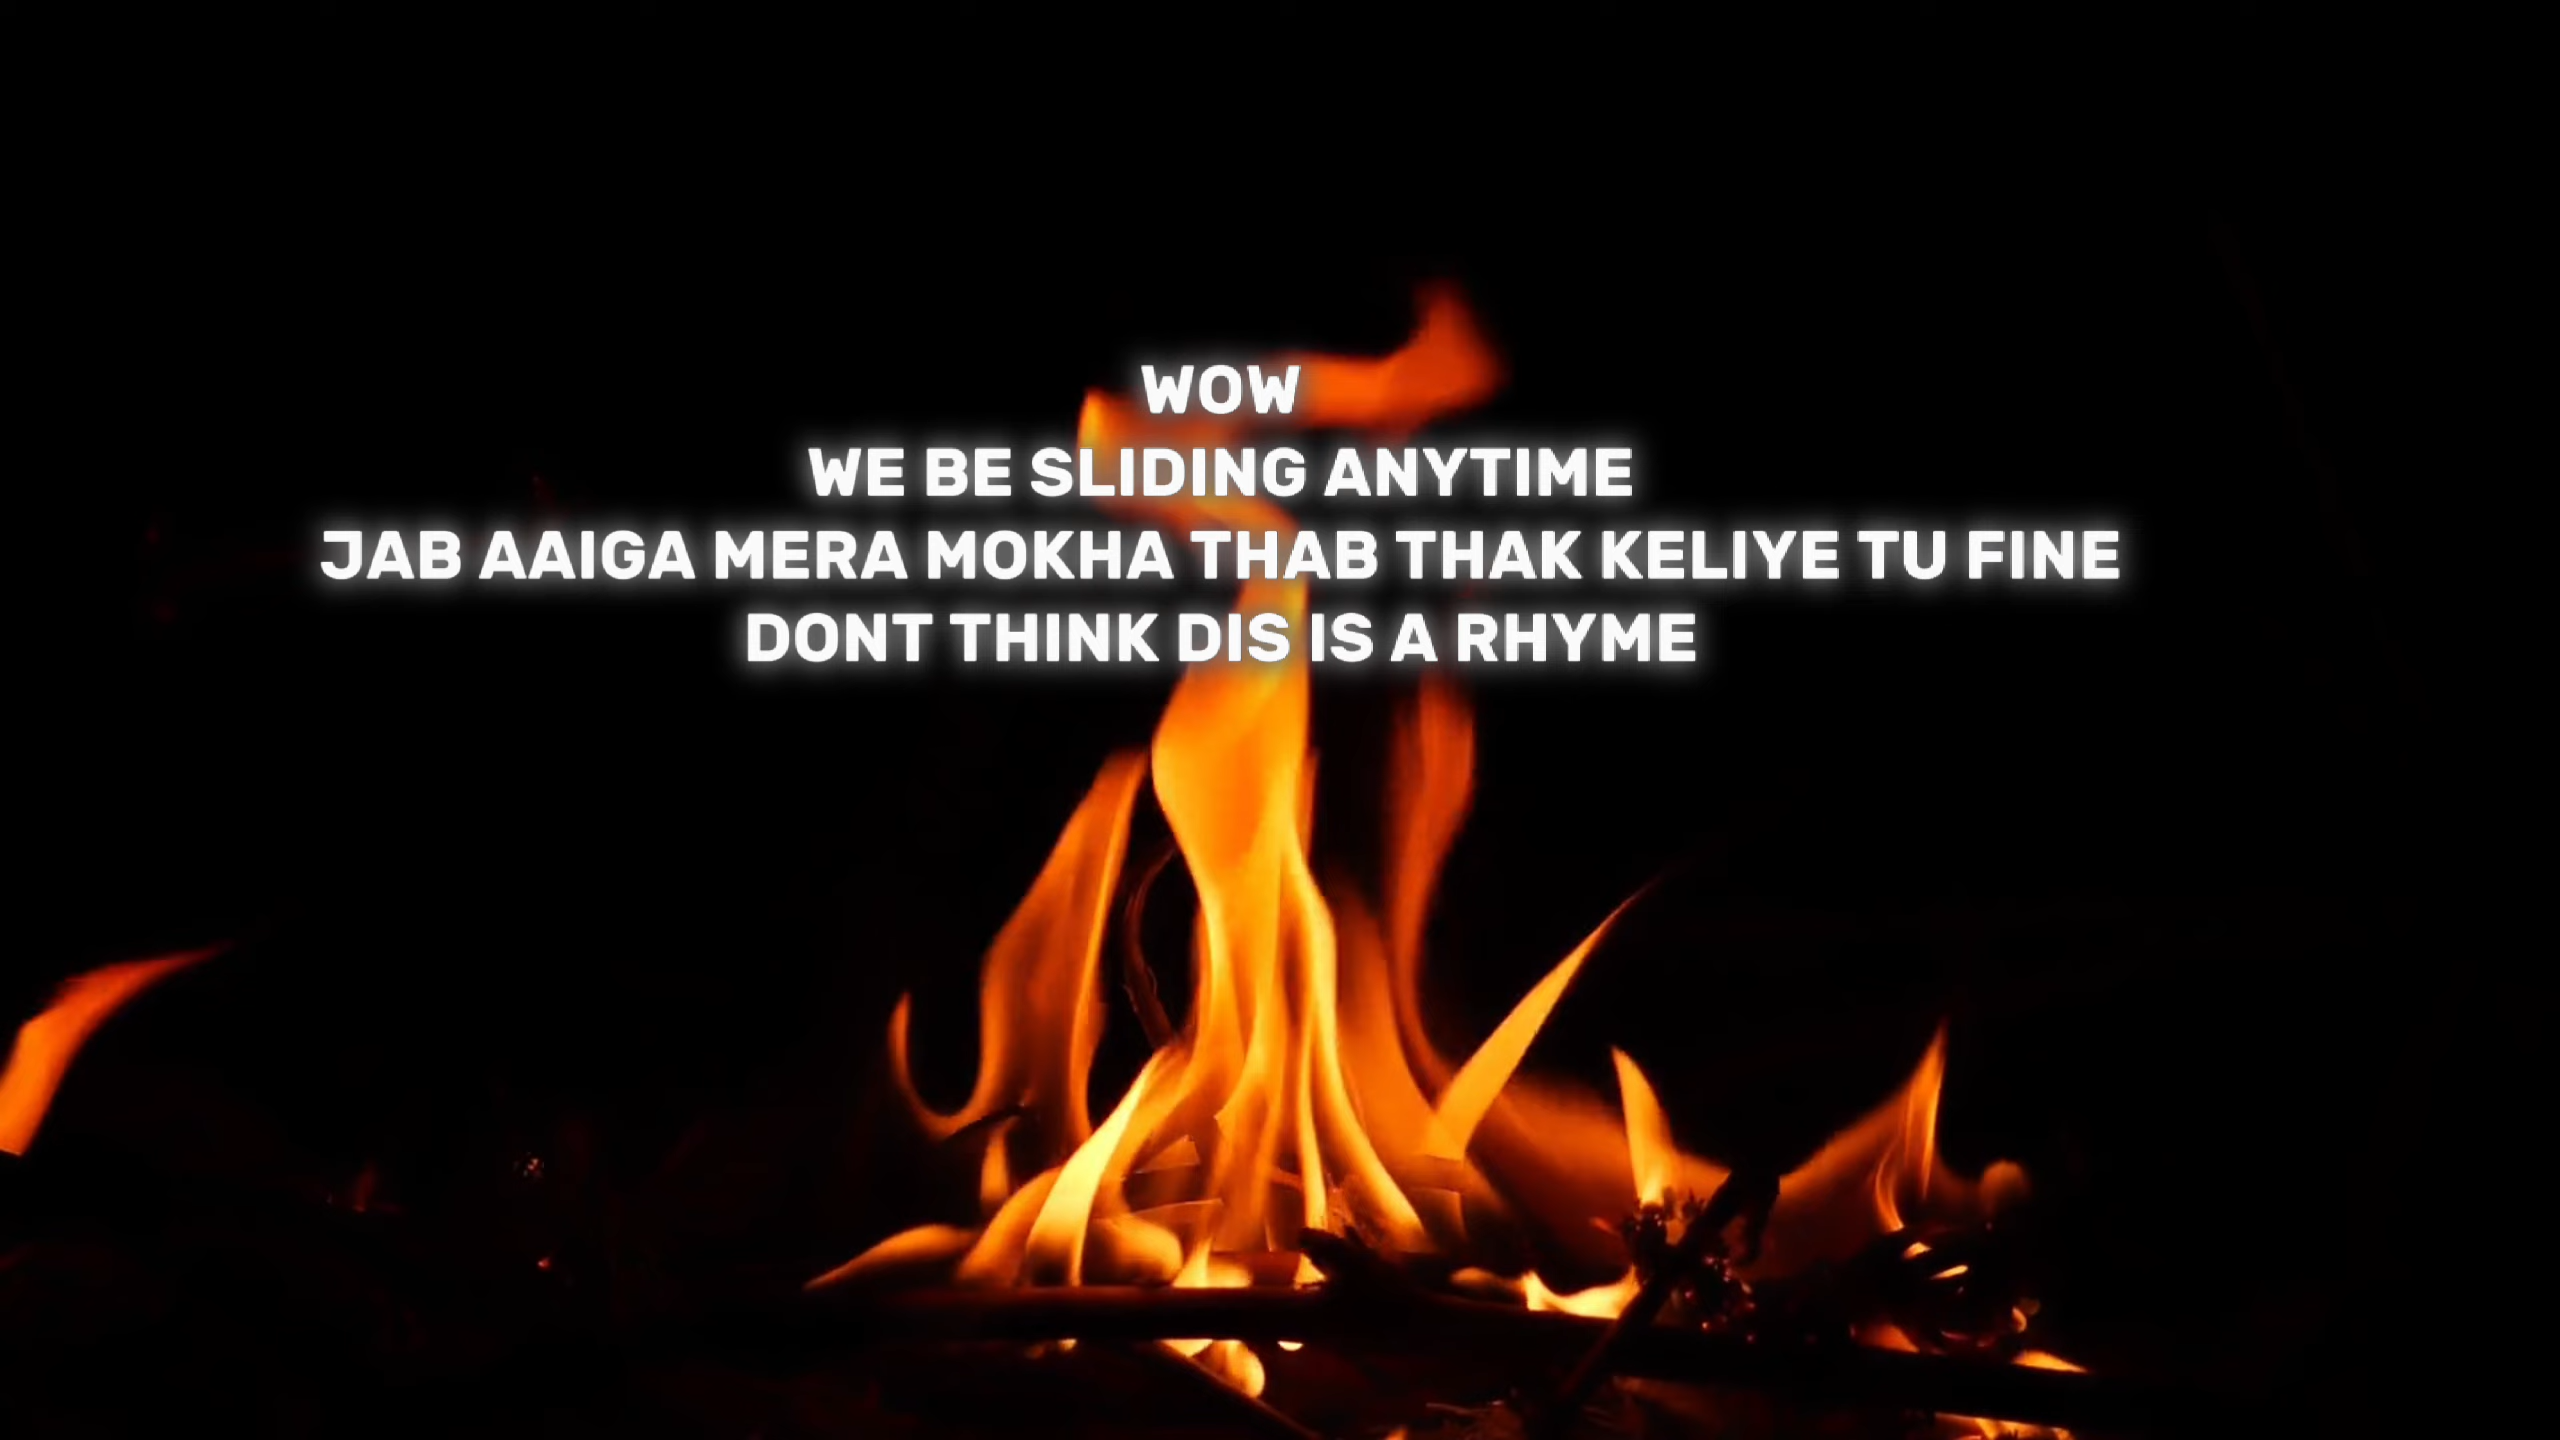 WOW
WE BE SLIDING ANYTIME
JAB AAIGA MERA MOKHA THAB THAK KELIYE TU FINE
DONT THINK DIS IS A RHYME